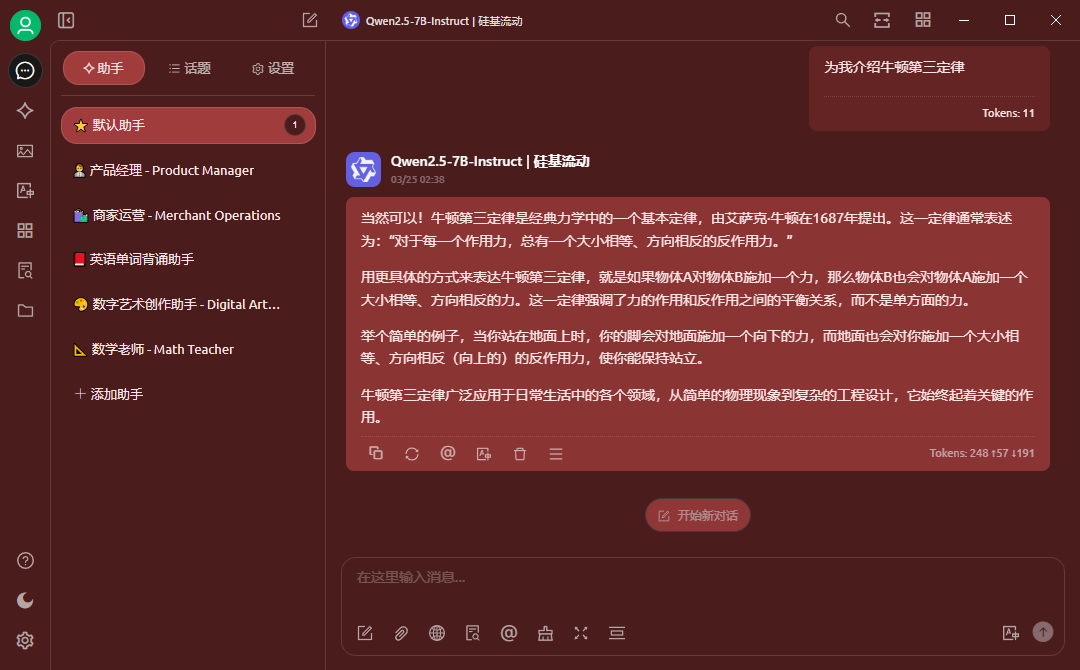 Qwen2.5-7B-Instruct | 硅基流动
助手
话题
设置
默认助手
1
产品经理 - Product Manager
商家运营 - Merchant Operations
英语单词背诵助手
数字艺术创作助手 - Digital Art...
数学老师 - Math Teacher
添加助手
为我介绍牛顿第三定律
Tokens: 11
Qwen2.5-7B-Instruct | 硅基流动
03/25 02:38
当然可以！牛顿第三定律是经典力学中的一个基本定律，由艾萨克·牛顿在1687年提出。这一定律通常表述
为：“对于每一个作用力，总有一个大小相等、方向相反的反作用力。”
用更具体的方式来表达牛顿第三定律，就是如果物体A对物体B施加一个力，那么物体B也会对物体A施加一个
大小相等、方向相反的力。这一定律强调了力的作用和反作用之间的平衡关系，而不是单方面的力。
举个简单的例子，当你站在地面上时，你的脚会对地面施加一个向下的力，而地面也会对你施加一个大小相
等、方向相反（向上的）的反作用力，使你能保持站立。
牛顿第三定律广泛应用于日常生活中的各个领域，从简单的物理现象到复杂的工程设计，它始终起着关键的作
用。
Tokens: 248 ↑57 ↓191
开始新对话
在这里输入消息...